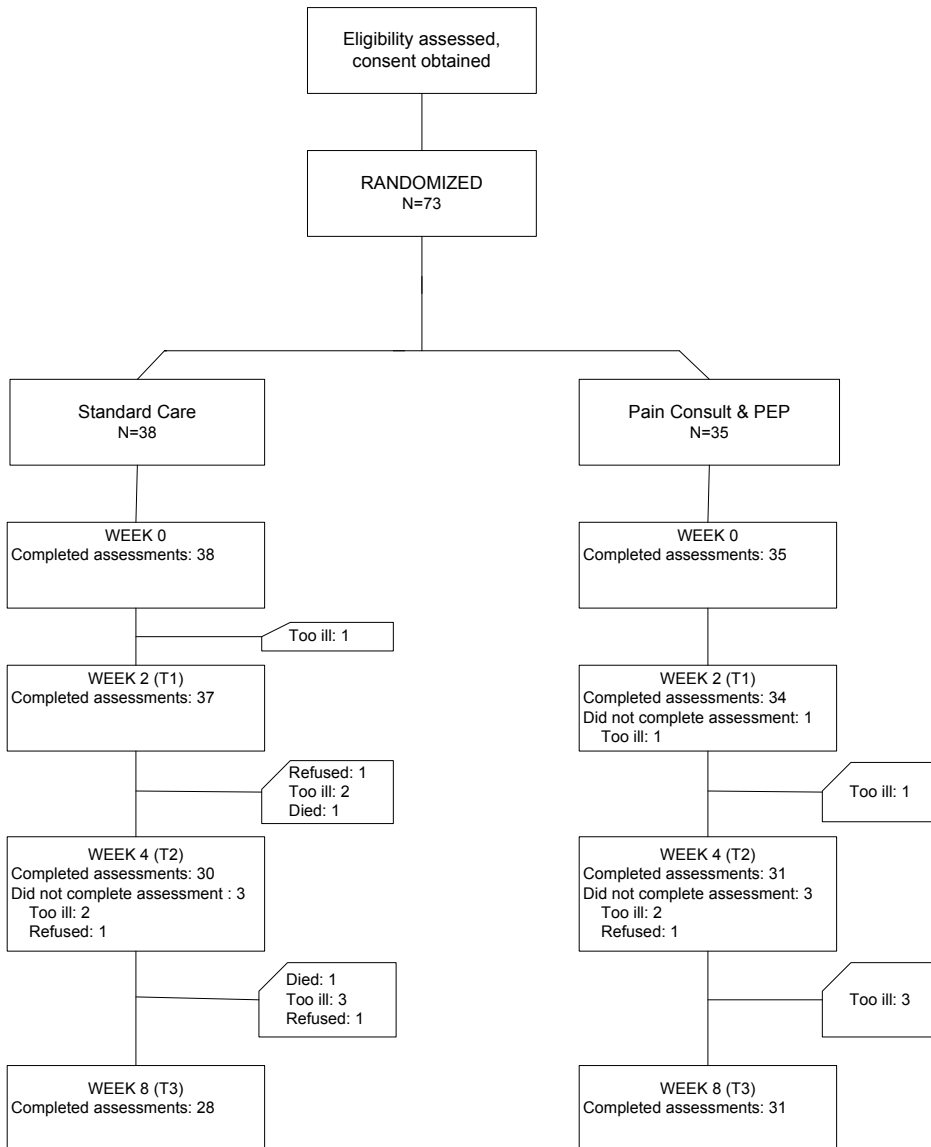 Eligibility assessed,
consent obtained
RANDOMIZED
N=73
Standard Care
N=38
Pain Consult & PEP
N=35
WEEK 0
Completed assessments: 38
WEEK 0
Completed assessments: 35
Too ill: 1
WEEK 2 (T1)
Completed assessments: 37
WEEK 2 (T1)
Completed assessments: 34
Did not complete assessment: 1
Too ill: 1
Refused: 1
Too ill: 2
Died: 1
Too ill: 1
WEEK 4 (T2)
Completed assessments: 30
Did not complete assessment : 3
Too ill: 2
Refused: 1
WEEK 4 (T2)
Completed assessments: 31
Did not complete assessment: 3
Too ill: 2
Refused: 1
Died: 1
Too ill: 3
Refused: 1
Too ill: 3
WEEK 8 (T3)
Completed assessments: 28
WEEK 8 (T3)
Completed assessments: 31